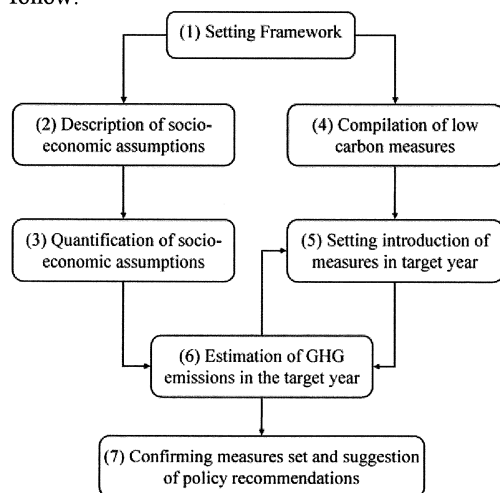 follow:
(1) Setting Framework
(2) Description of socio-
economic assumptions
(4) Compilation of low
carbon measures
(3) Quantification of socio-
economic assumptions
(5) Setting introduction of
measures in target year
(6) Estimation of GHG
emissions in the target year
(7) Confirming measures set and suggestion
of policy recommendations